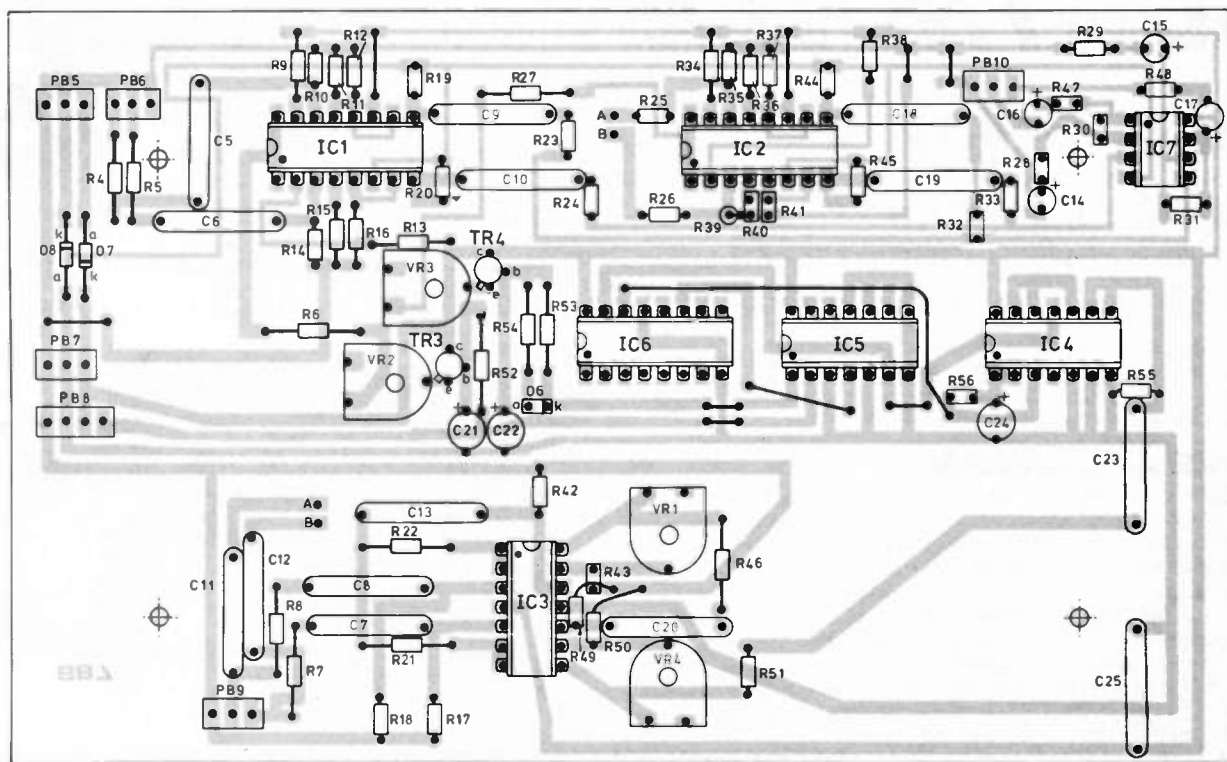 R12 R37 C15
R9 R38 R29
PB5 PB6 R19 R27 R34 R44 PB10 R48
R10 R11 R35 R36 R47 C17
C5 C9 A R25 C18 C16
B R23 R30
IC1 IC2 IC7
R4 R5 R20 C10 R24 R45 C19 R28 R33 C14
C6 R15 R26 R41 R31
R14 R16 R13 R39 R40 R32
k a TR4
D8 D7 c b
a k VR3 e
R53
R6 R54 IC6 IC5 IC4
TR3 c
PB7 VR2 b R52 D6 R56 R55
e a k
PB8 + C21 + C22 C24 +
C23
R42
A C13 VR1
B R22
C12 R46
C11 C8 R43
R8 IC3
C7 C20
R50
R7 R21 R49 VR4 R51
PB9 C25
R18 R17